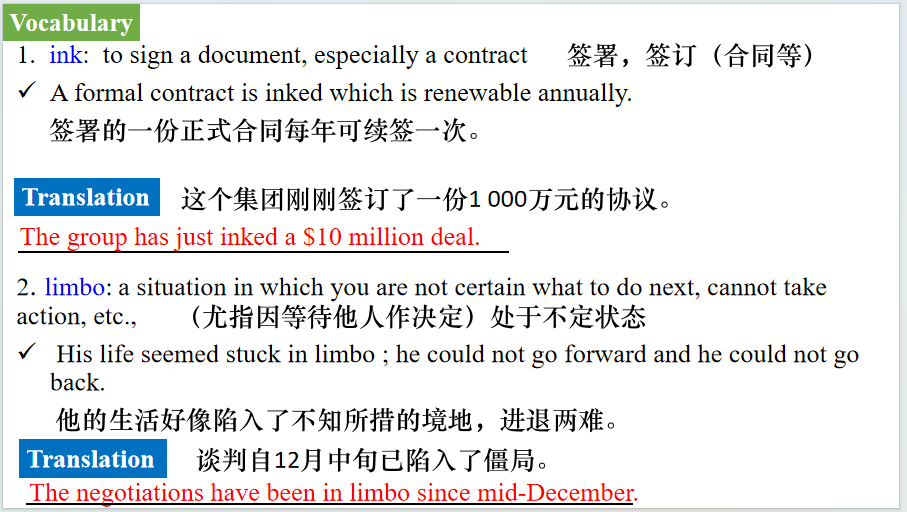 Vocabulary
1. ink: to sign a document, especially a contract 签署，签订（合同等）
✓ A formal contract is inked which is renewable annually.
签署的一份正式合同每年可续签一次。
Translation 这个集团刚刚签订了一份1 000万元的协议。
The group has just inked a $10 million deal.
2. limbo: a situation in which you are not certain what to do next, cannot take
action, etc., （尤指因等待他人作决定）处于不定状态
✓ His life seemed stuck in limbo ; he could not go forward and he could not go
back.
他的生活好像陷入了不知所措的境地，进退两难。
Translation 谈判自12月中旬已陷入了僵局。
The negotiations have been in limbo since mid-December.